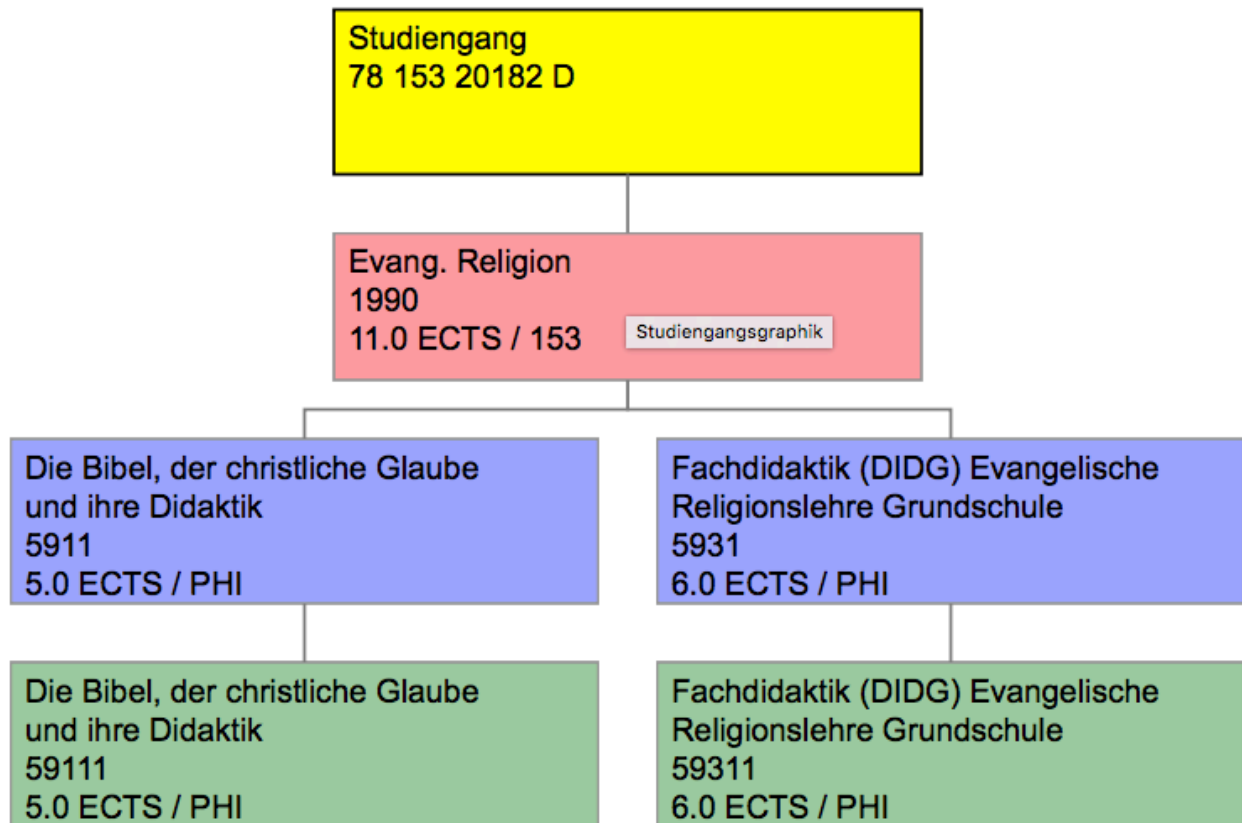 Studiengang
78 153 20182 D
Evang. Religion
1990
11.0 ECTS / 153
Studiengangsgraphik
Die Bibel, der christliche Glaube
und ihre Didaktik
5911
5.0 ECTS / PHI
Fachdidaktik (DIDG) Evangelische
Religionslehre Grundschule
5931
6.0 ECTS / PHI
Die Bibel, der christliche Glaube
und ihre Didaktik
59111
5.0 ECTS / PHI
Fachdidaktik (DIDG) Evangelische
Religionslehre Grundschule
59311
6.0 ECTS / PHI